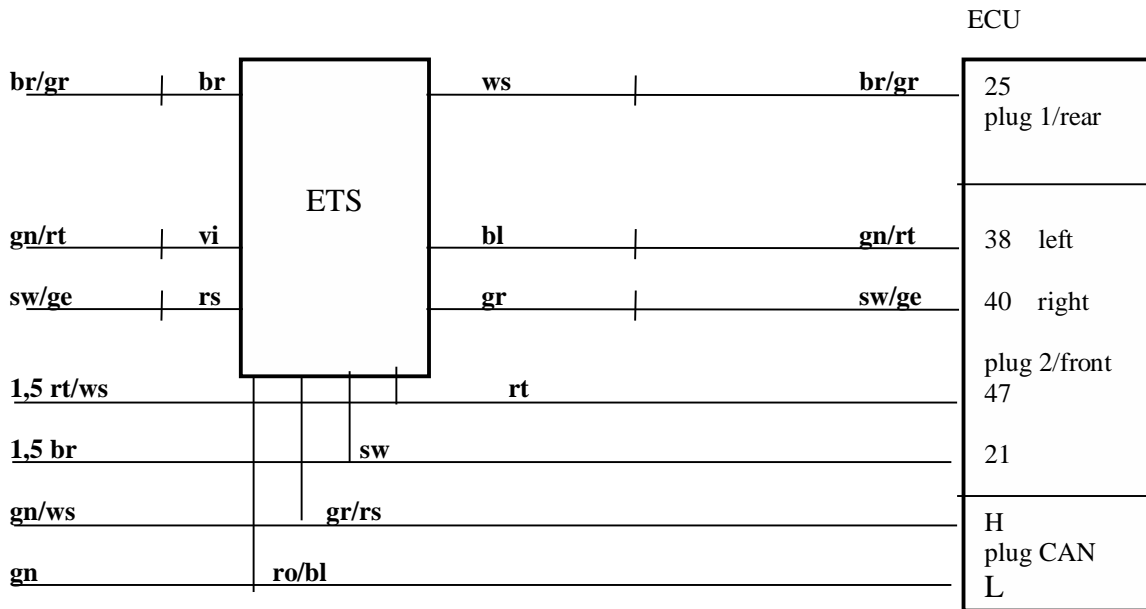 ECU
br/gr br ws br/gr 25
plug 1/rear
ETS
gn/rt vi bl gn/rt 38 left
sw/ge rs gr sw/ge 40 right
plug 2/front
1,5 rt/ws rt 47
1,5 br sw 21
gn/ws gr/rs H
plug CAN
gn ro/bl L